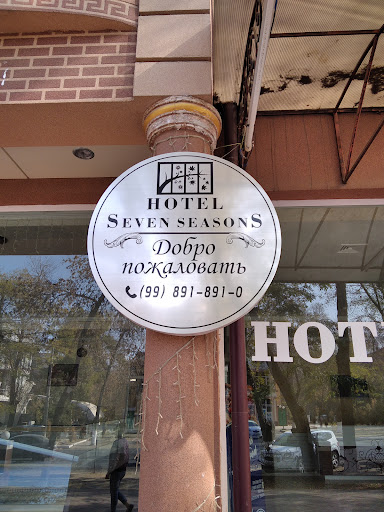 HOTEL
SEVEN SEASONS
Добро
пожаловать
(99) 891-891-0
HOT